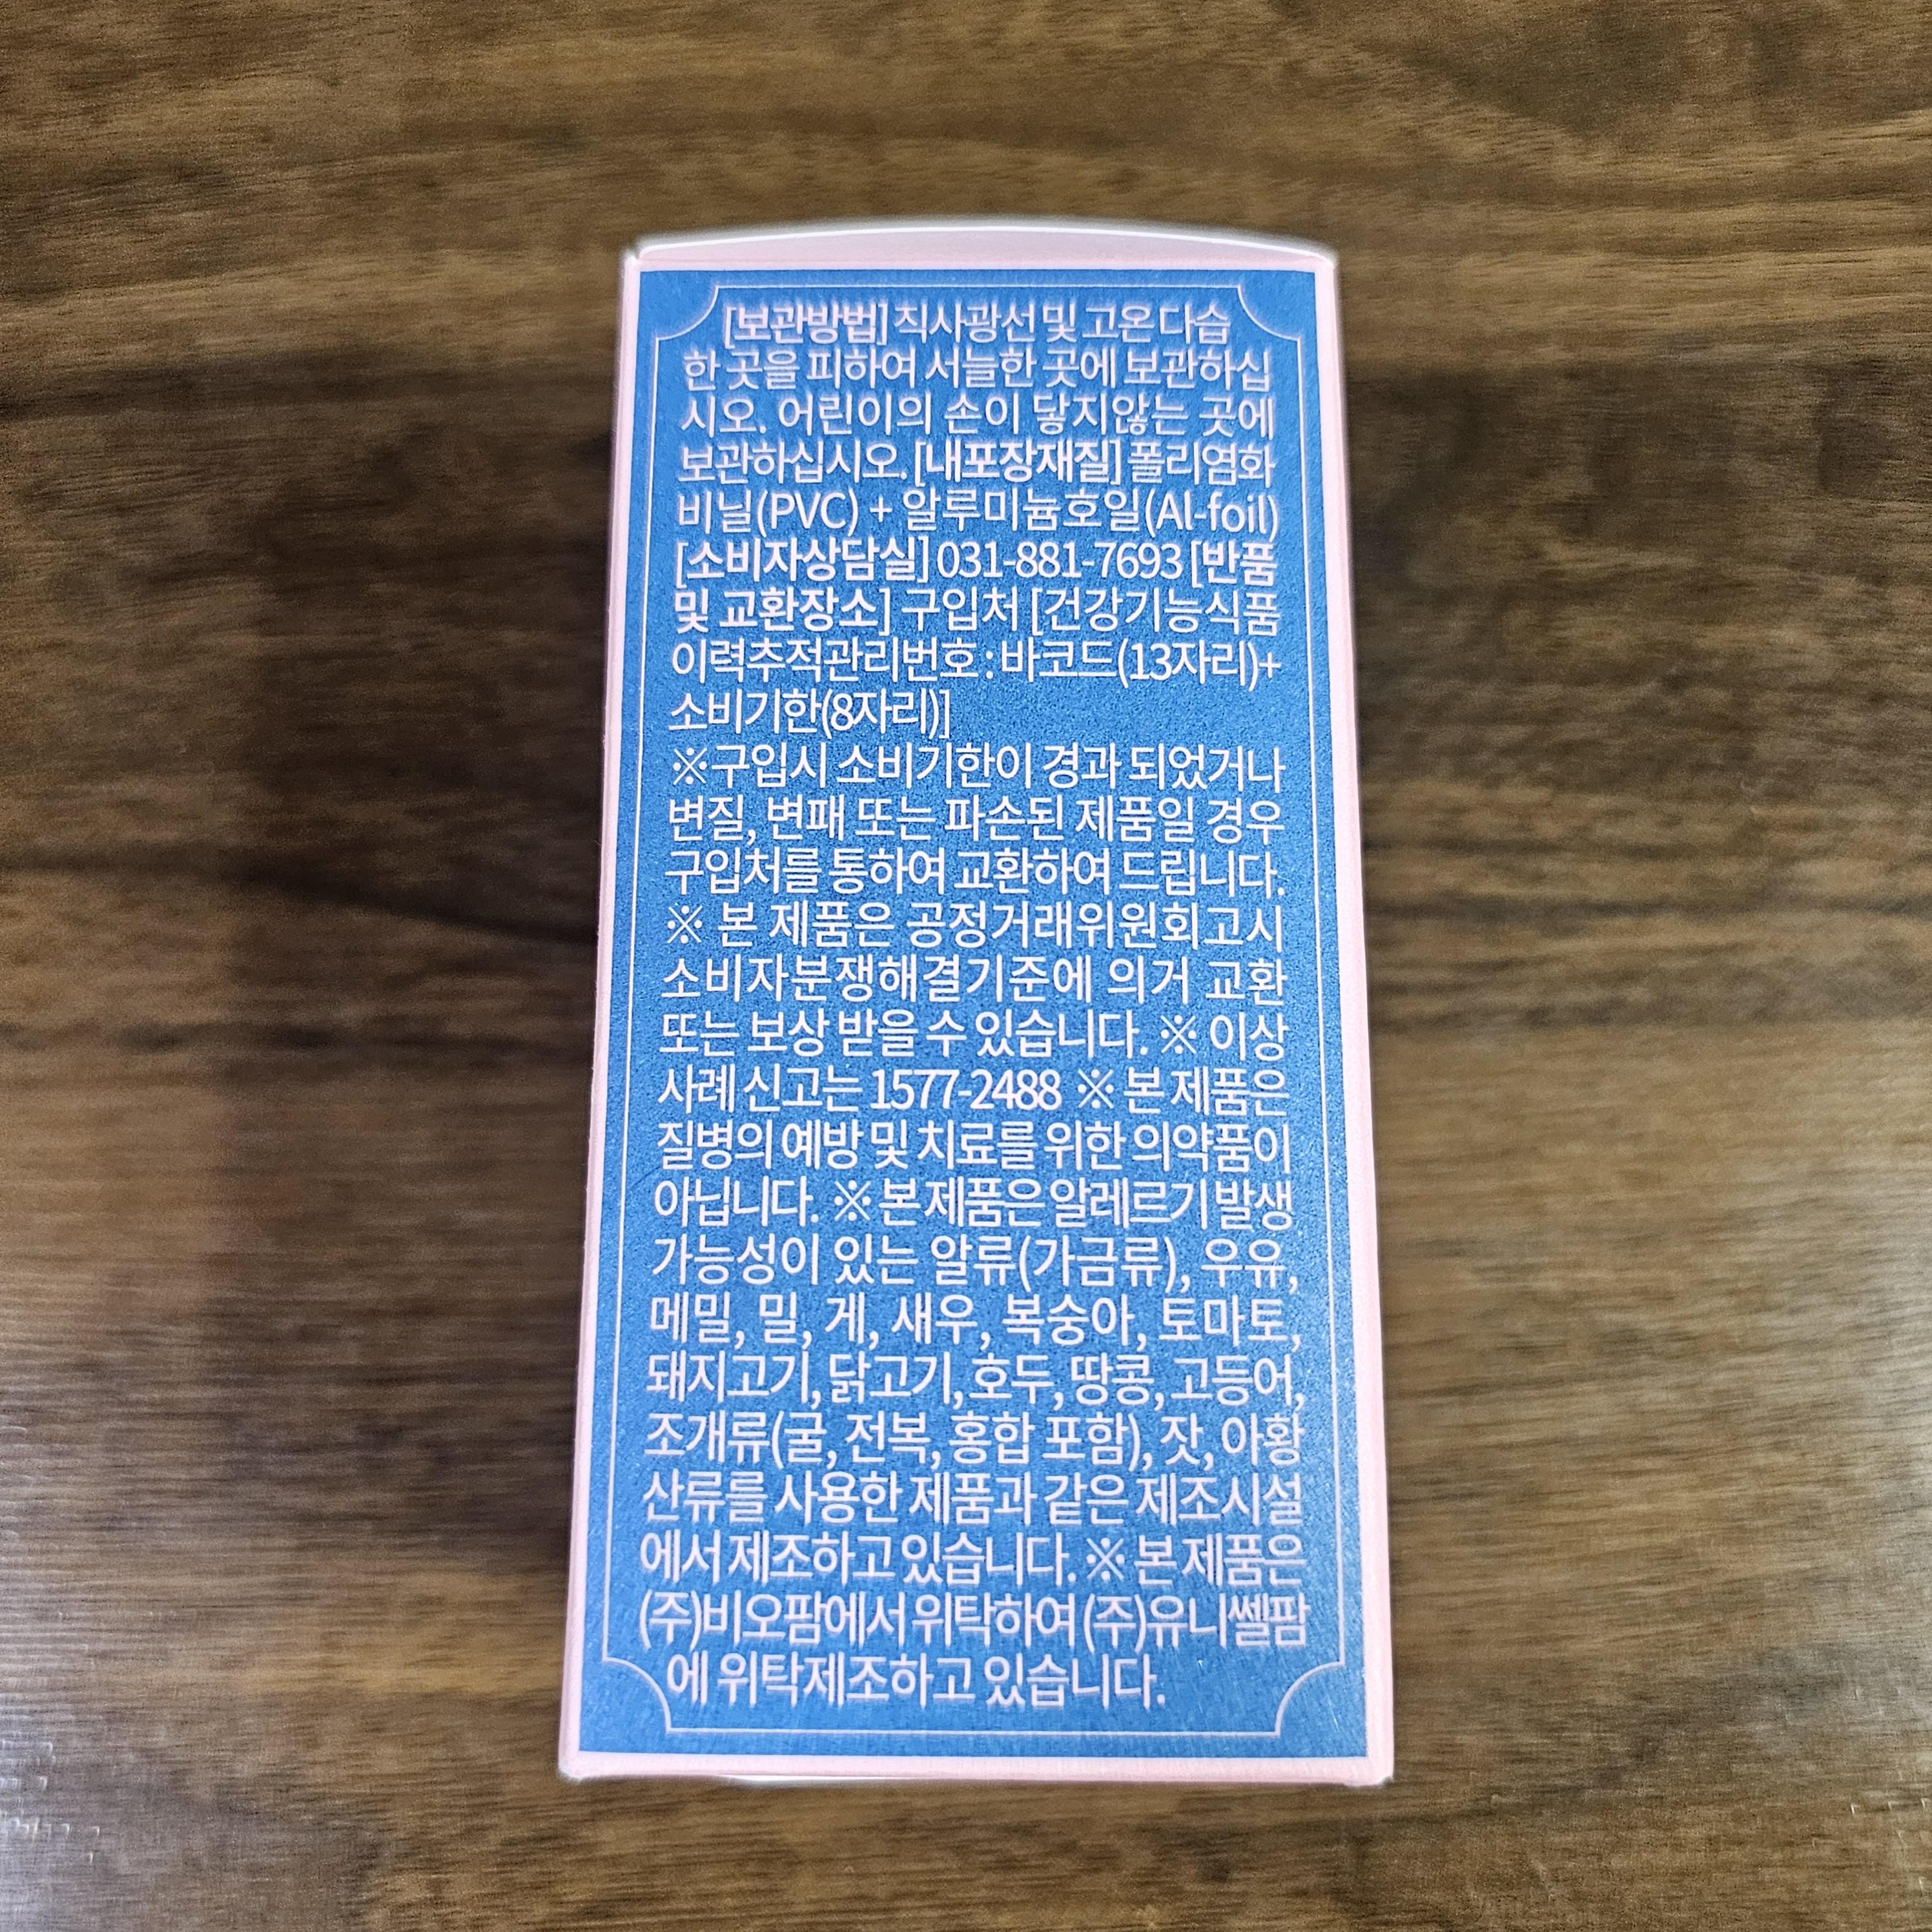 [보관방법] 직사광선 및 고온 다습
한 곳을 피하여 서늘한 곳에 보관하십
시오. 어린이의 손이 닿지않는 곳에
보관하십시오. [내포장재질] 폴리염화
비닐(PVC) + 알루미늄호일(Al-foil)
[소비자상담실] 031-881-7693 [반품
및 교환장소] 구입처 [건강기능식품
이력추적관리번호 : 바코드(13자리)+
소비기한(8자리)]
※구입시 소비기한이 경과 되었거나
변질, 변패 또는 파손된 제품일 경우
구입처를 통하여 교환하여 드립니다.
※ 본 제품은 공정거래위원회고시
소비자분쟁해결기준에 의거 교환
또는 보상 받을 수 있습니다. ※ 이상
사례 신고는 1577-2488 ※ 본 제품은
질병의 예방 및 치료를 위한 의약품이
아닙니다. ※ 본 제품은 알레르기 발생
가능성이 있는 알류(가금류), 우유,
메밀, 밀, 게, 새우, 복숭아, 토마토,
돼지고기, 닭고기, 호두, 땅콩, 고등어,
조개류(굴, 전복, 홍합 포함), 잣, 아황
산류를 사용한 제품과 같은 제조시설
에서 제조하고 있습니다. ※ 본 제품은
(주)비오팜에서 위탁하여 (주)유니쎌팜
에 위탁제조하고 있습니다.